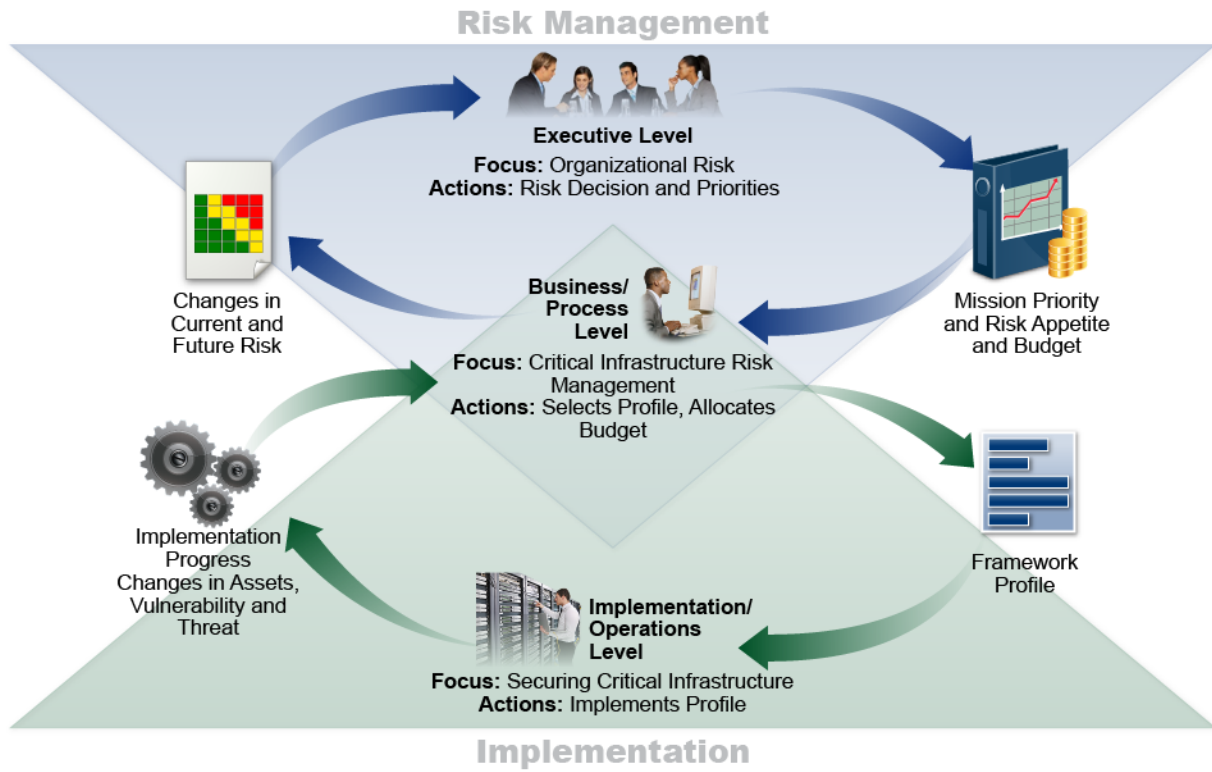 Risk Management
Executive Level
Focus: Organizational Risk
Actions: Risk Decision and Priorities
Changes in
Current and
Future Risk
Business/
Process
Level
Focus: Critical Infrastructure Risk
Management
Actions: Selects Profile, Allocates
Budget
Mission Priority
and Risk Appetite
and Budget
Implementation
Progress
Changes in Assets,
Vulnerability and
Threat
Framework
Profile
Implementation/
Operations
Level
Focus: Securing Critical Infrastructure
Actions: Implements Profile
Implementation